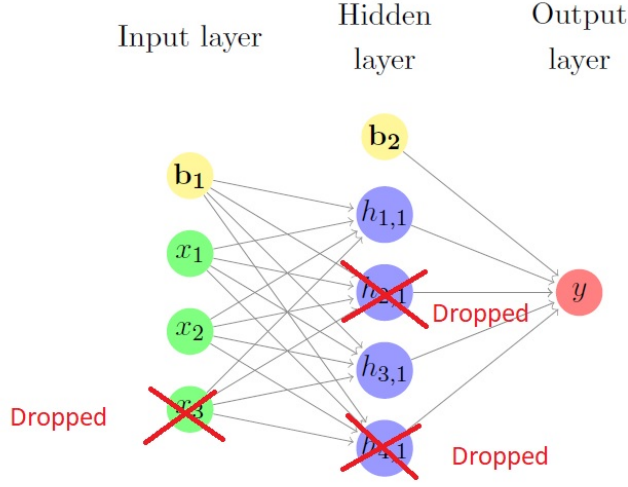 Input layer
Hidden
layer
Output
layer
b₁
x₁
x₂
x₃
Dropped
b₂
h₁,₁
h₂,₁
Dropped
h₃,₁
h₄,₁
Dropped
y